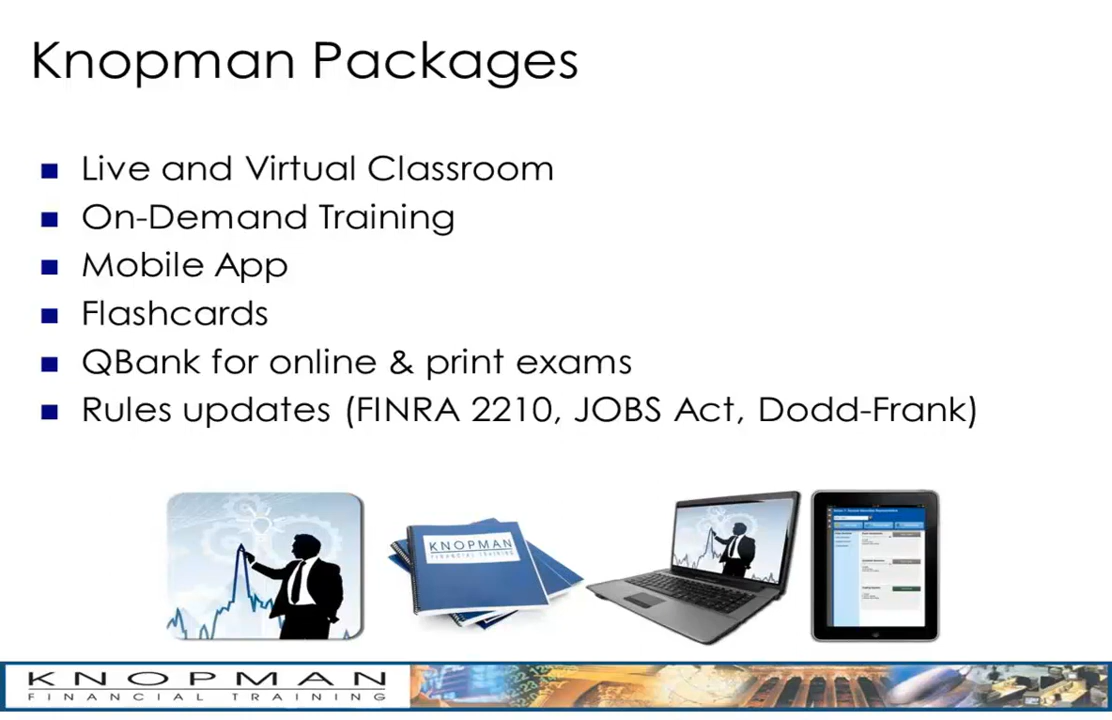 Knopman Packages
Live and Virtual Classroom
On-Demand Training
Mobile App
Flashcards
QBank for online & print exams
Rules updates (FINRA 2210, JOBS Act, Dodd-Frank)
KNOPMAN
FINANCIAL TRAINING
KNOPMAN
FINANCIAL TRAINING